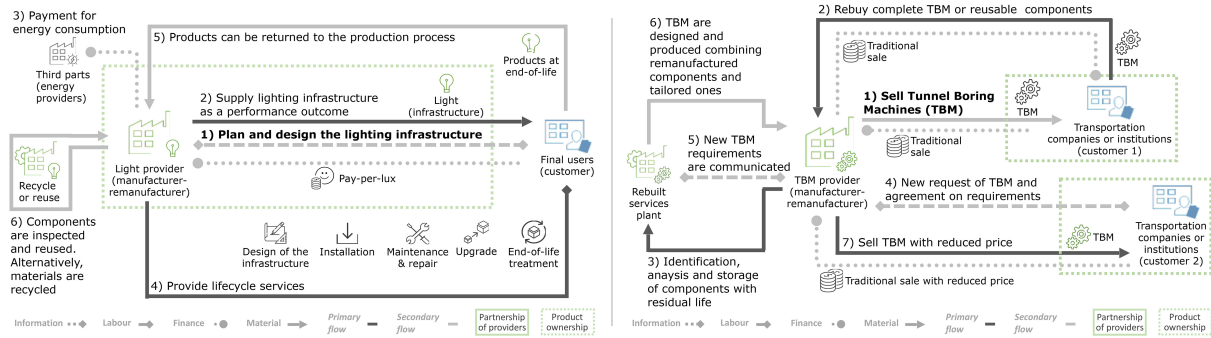 3) Payment for
energy consumption
Third parts
(energy
providers)
5) Products can be returned to the production process
Products at
end-of-life
2) Supply lighting infrastructure
as a performance outcome
Light
(infrastructure)
1) Plan and design the lighting infrastructure
Light provider
(manufacturer-
remanufacturer)
Pay-per-lux
Final users
(customer)
Recycle
or reuse
6) Components
are inspected
and reused.
Alternatively,
materials are
recycled
Design of the
infrastructure
Installation
Maintenance
& repair
Upgrade
End-of-life
treatment
4) Provide lifecycle services
Information
Labour
Finance
Material
Primary
flow
Secondary
flow
Partnership
of providers
Product
ownership
6) TBM are
designed and
produced combining
remanufactured
components and
tailored ones
2) Rebuy complete TBM or reusable components
Traditional
sale
TBM
1) Sell Tunnel Boring
Machines (TBM)
TBM
Traditional
sale
Transportation
companies or institutions
(customer 1)
5) New TBM
requirements
are communicated
Rebuilt
services
plant
TBM provider
(manufacturer-
remanufacturer)
4) New request of TBM and
agreement on requirements
7) Sell TBM with reduced price
TBM
Transportation
companies or
institutions
(customer 2)
3) Identification,
anaysis and storage
of components with
residual life
Traditional sale with reduced price
Information
Labour
Finance
Material
Primary
flow
Secondary
flow
Partnership
of providers
Product
ownership